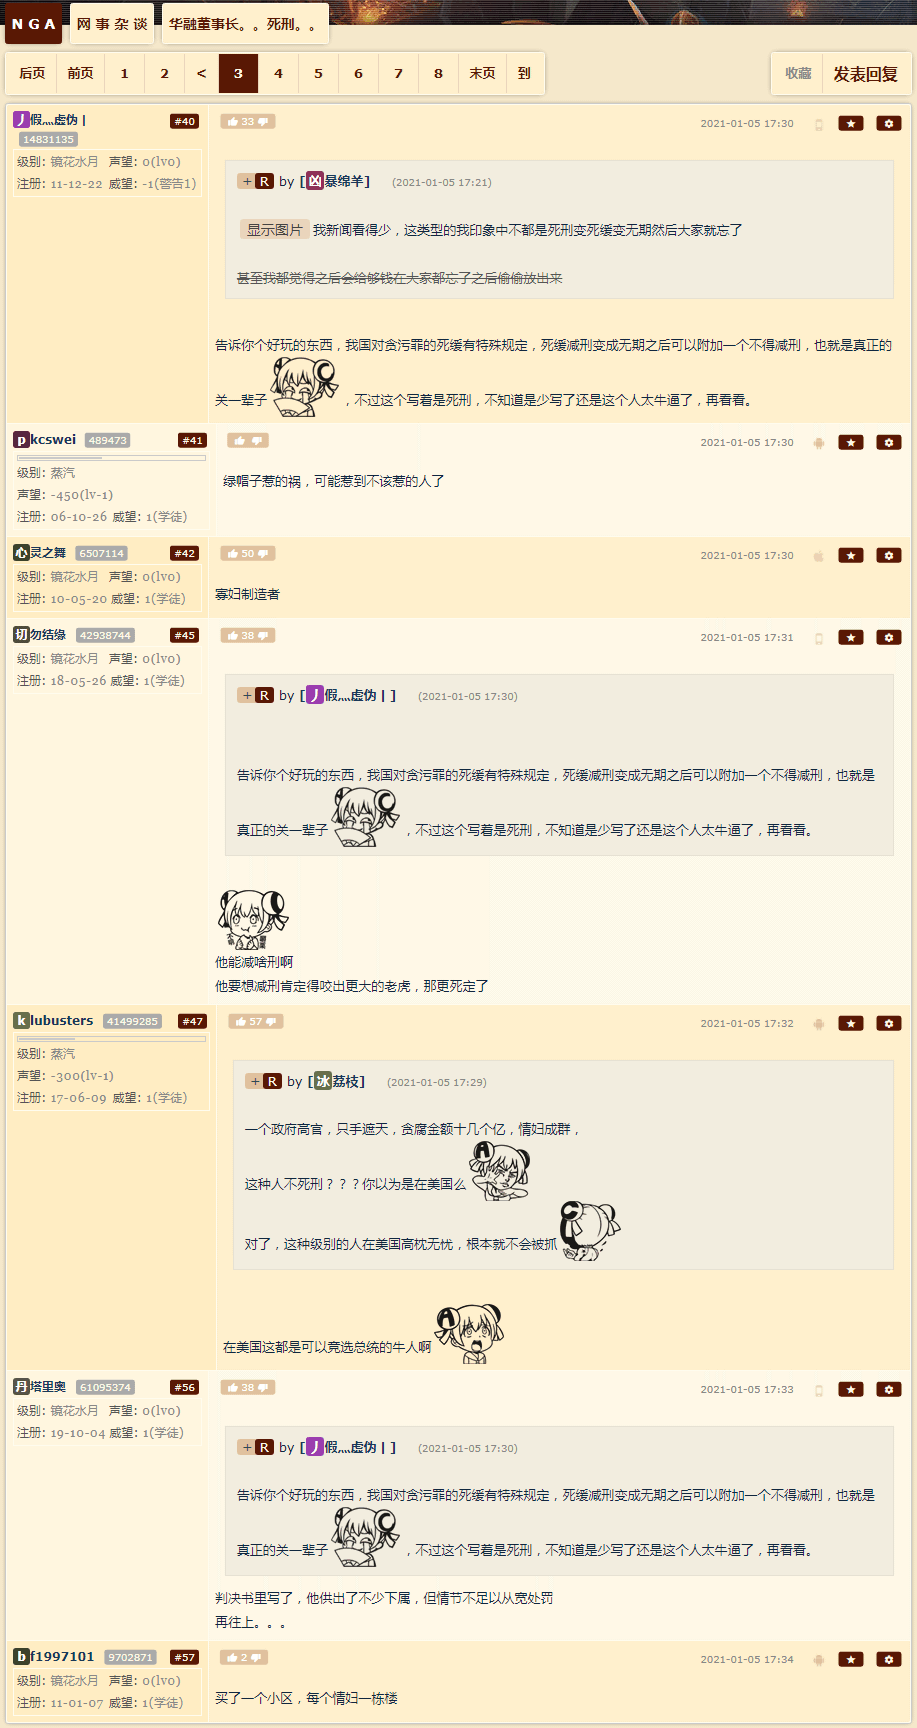 NGA 网事杂谈 华融董事长。。死刑。。
后页 前页 1 2 < 3 4 5 6 7 8 末页 到 收藏 发表回复
丿假灬虚伪丨 #40 33 2021-01-05 17:30
14831135
级别: 镜花水月 声望: 0(lv0)
注册: 11-12-22 威望: -1(警告1)
+ R by [凶暴绵羊] (2021-01-05 17:21)
显示图片 我新闻看得少，这类型的我印象中不都是死刑变死缓变无期然后大家就忘了
甚至我都觉得之后会给够钱在大家都忘了之后偷偷放出来
告诉你个好玩的东西，我国对贪污罪的死缓有特殊规定，死缓减刑变成无期之后可以附加一个不得减刑，也就是真正的
关一辈子，不过这个写着是死刑，不知道是少写了还是这个人太牛逼了，再看看。
pkcswei 489473 #41 2021-01-05 17:30
级别: 蒸汽
声望: -450(lv-1)
注册: 06-10-26 威望: 1(学徒)
绿帽子惹的祸，可能惹到不该惹的人了
心灵之舞 6507114 #42 50 2021-01-05 17:30
级别: 镜花水月 声望: 0(lv0)
注册: 10-05-20 威望: 1(学徒)
寡妇制造者
切勿结缘 42938744 #45 38 2021-01-05 17:31
级别: 镜花水月 声望: 0(lv0)
注册: 18-05-26 威望: 1(学徒)
+ R by [丿假灬虚伪丨] (2021-01-05 17:30)
告诉你个好玩的东西，我国对贪污罪的死缓有特殊规定，死缓减刑变成无期之后可以附加一个不得减刑，也就是
真正的关一辈子，不过这个写着是死刑，不知道是少写了还是这个人太牛逼了，再看看。
他能减啥刑啊
他要想减刑肯定得咬出更大的老虎，那更死定了
klubusters 41499285 #47 57 2021-01-05 17:32
级别: 蒸汽
声望: -300(lv-1)
注册: 17-06-09 威望: 1(学徒)
+ R by [冰荔枝] (2021-01-05 17:29)
一个政府高官，只手遮天，贪腐金额十几个亿，情妇成群，
这种人不死刑？？？你以为是在美国么
对了，这种级别的人在美国高枕无忧，根本就不会被抓
在美国这都是可以竞选总统的牛人啊
丹塔里奥 61095374 #56 38 2021-01-05 17:33
级别: 镜花水月 声望: 0(lv0)
注册: 19-10-04 威望: 1(学徒)
+ R by [丿假灬虚伪丨] (2021-01-05 17:30)
告诉你个好玩的东西，我国对贪污罪的死缓有特殊规定，死缓减刑变成无期之后可以附加一个不得减刑，也就是
真正的关一辈子，不过这个写着是死刑，不知道是少写了还是这个人太牛逼了，再看看。
判决书里写了，他供出了不少下属，但情节不足以从宽处罚
再往上。。。
bf1997101 9702871 #57 2 2021-01-05 17:34
级别: 镜花水月 声望: 0(lv0)
注册: 11-01-07 威望: 1(学徒)
买了一个小区，每个情妇一栋楼